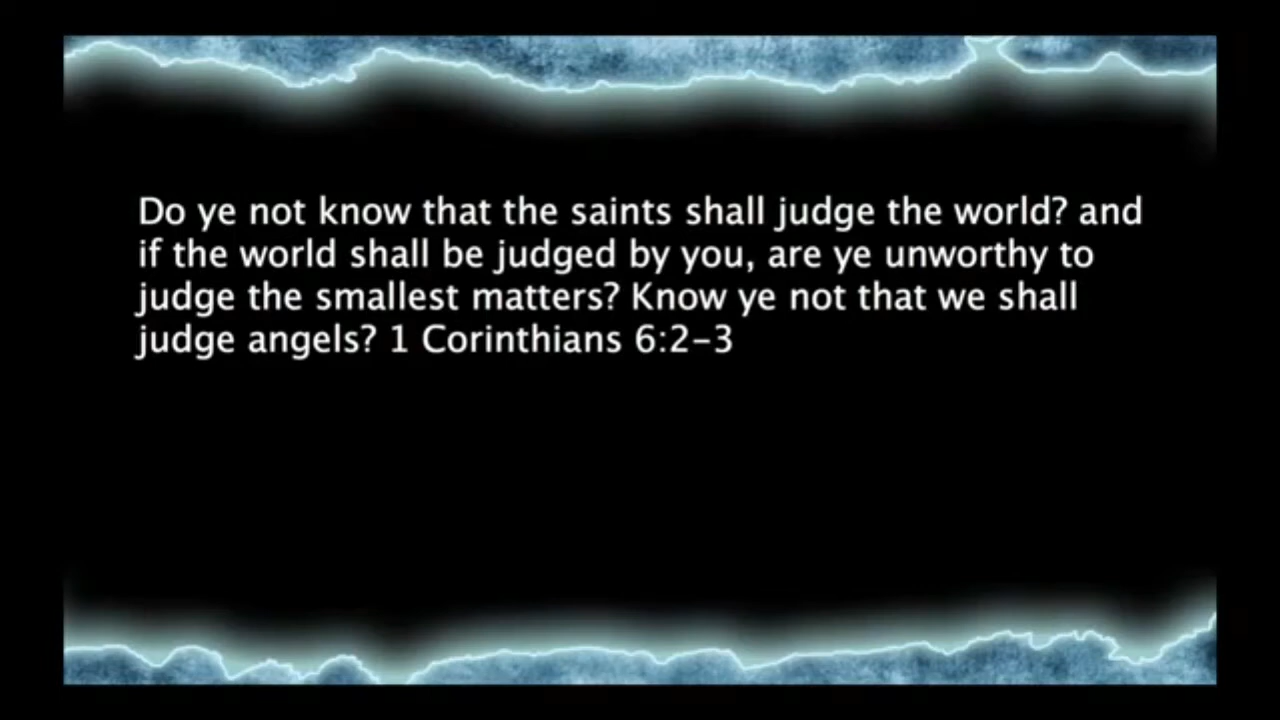 Do ye not know that the saints shall judge the world? and
if the world shall be judged by you, are ye unworthy to
judge the smallest matters? Know ye not that we shall
judge angels? 1 Corinthians 6:2-3